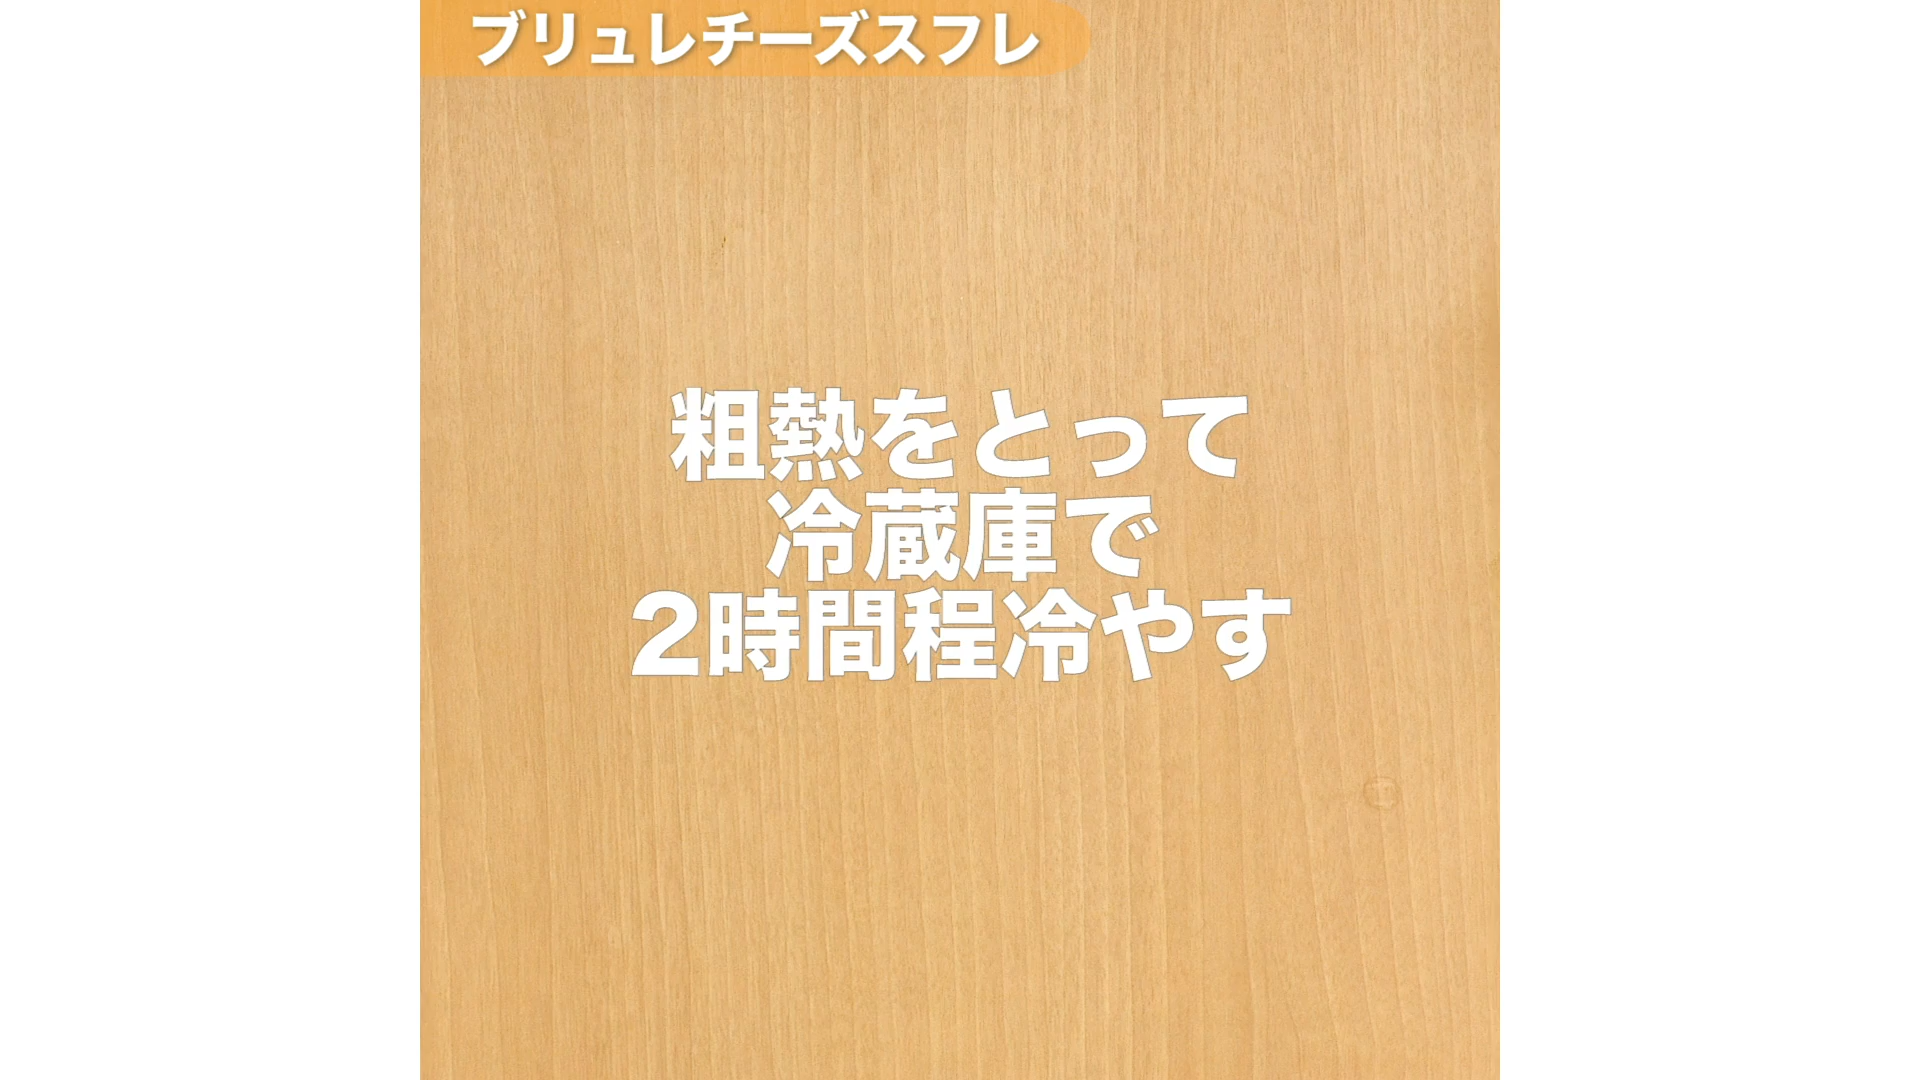 ブリュレチーズスフレ
粗熱をとって
冷蔵庫で
2時間程冷やす